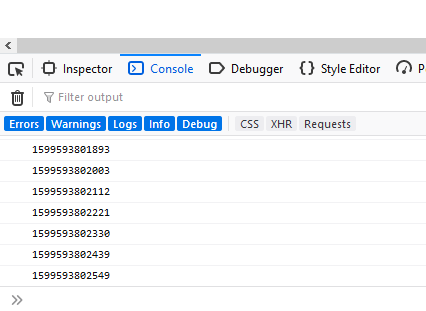 Inspector Console Debugger Style Editor
Filter output
Errors Warnings Logs Info Debug CSS XHR Requests
1599593801893
1599593802003
1599593802112
1599593802221
1599593802330
1599593802439
1599593802549